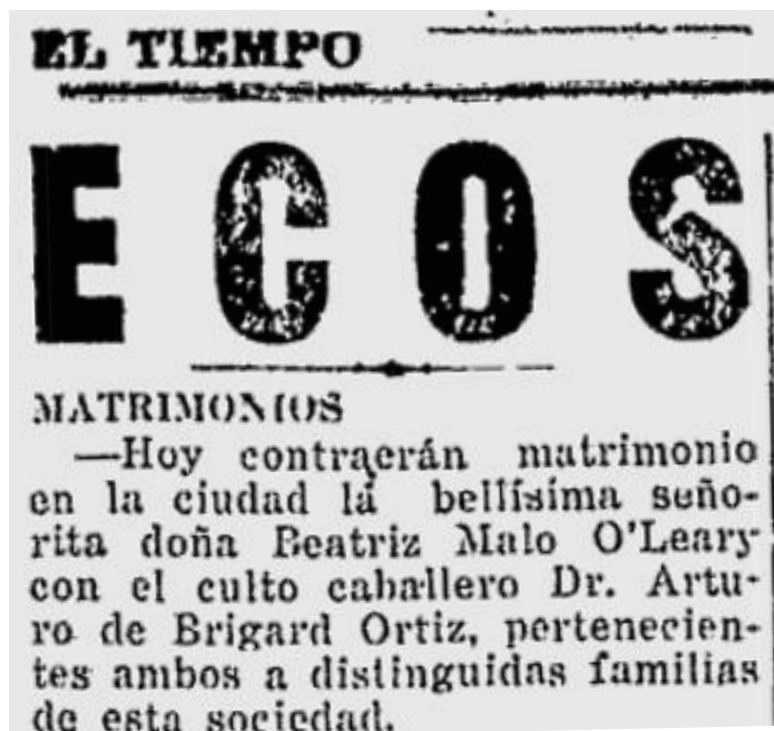 EL TIEMPO
ECOS
MATRIMONIOS
—Hoy contraerán matrimonio
en la ciudad la bellísima seño-
rita doña Beatriz Malo O'Leary
con el culto caballero Dr. Artu-
ro de Brigard Ortiz, pertenecien-
tes ambos a distinguidas familias
de esta sociedad.